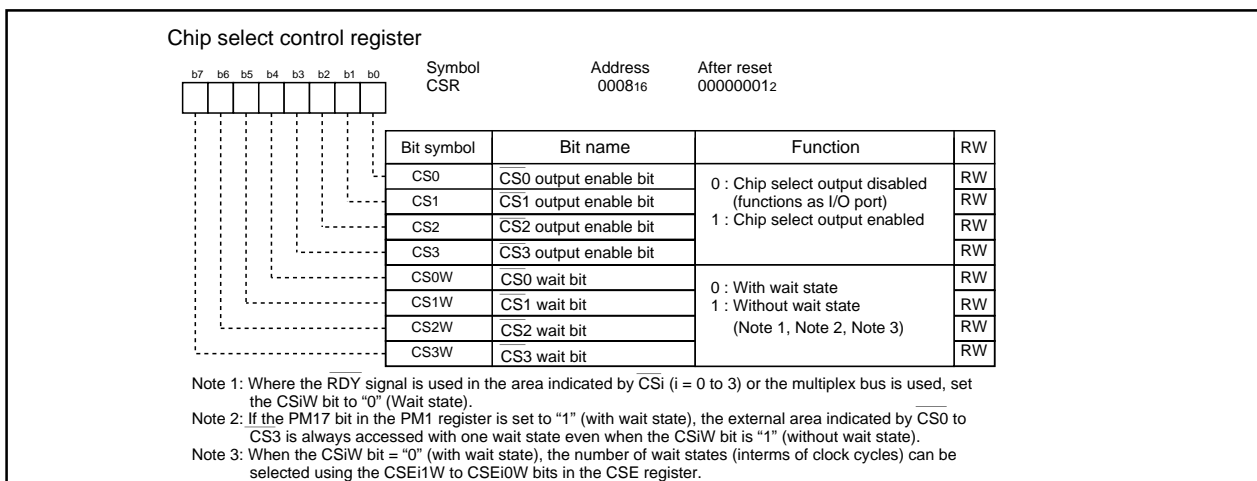 Chip select control register
b7 b6 b5 b4 b3 b2 b1 b0
Symbol Address After reset
CSR 000816 000000012
Bit symbol Bit name Function RW
CS0 CS0 output enable bit RW
CS1 CS1 output enable bit RW
CS2 CS2 output enable bit RW
CS3 CS3 output enable bit RW
0 : Chip select output disabled
(functions as I/O port)
1 : Chip select output enabled
CS0W CS0 wait bit RW
CS1W CS1 wait bit RW
CS2W CS2 wait bit RW
CS3W CS3 wait bit RW
0 : With wait state
1 : Without wait state
(Note 1, Note 2, Note 3)
Note 1: Where the RDY signal is used in the area indicated by CSi (i = 0 to 3) or the multiplex bus is used, set
the CSiW bit to “0” (Wait state).
Note 2: If the PM17 bit in the PM1 register is set to “1” (with wait state), the external area indicated by CS0 to
CS3 is always accessed with one wait state even when the CSiW bit is “1” (without wait state).
Note 3: When the CSiW bit = “0” (with wait state), the number of wait states (interms of clock cycles) can be
selected using the CSEi1W to CSEi0W bits in the CSE register.